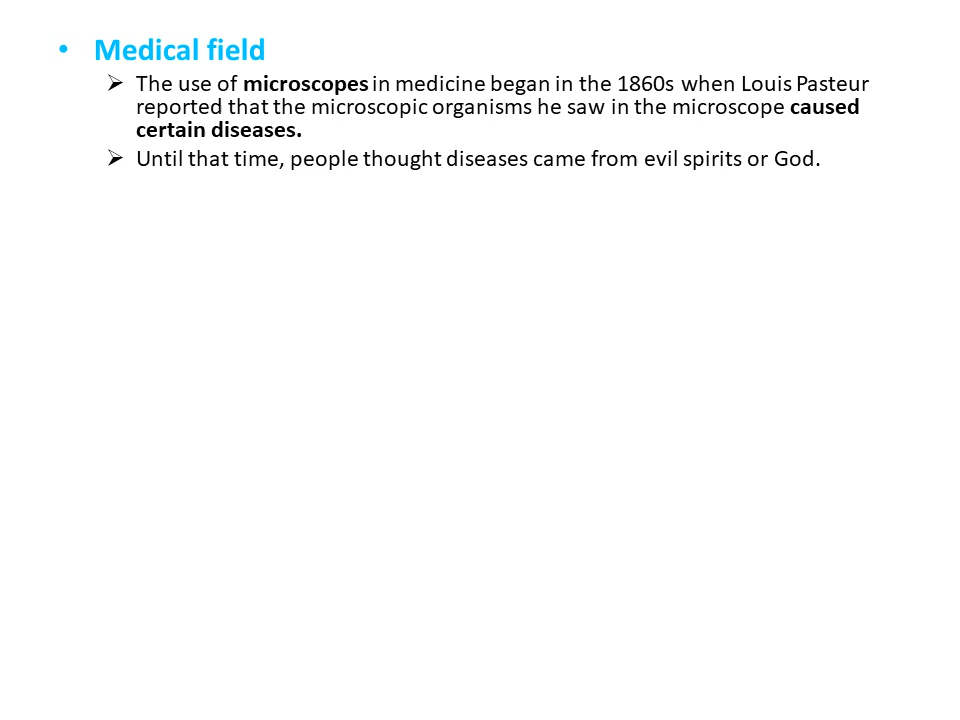 • Medical field
➢ The use of microscopes in medicine began in the 1860s when Louis Pasteur
reported that the microscopic organisms he saw in the microscope caused
certain diseases.
➢ Until that time, people thought diseases came from evil spirits or God.